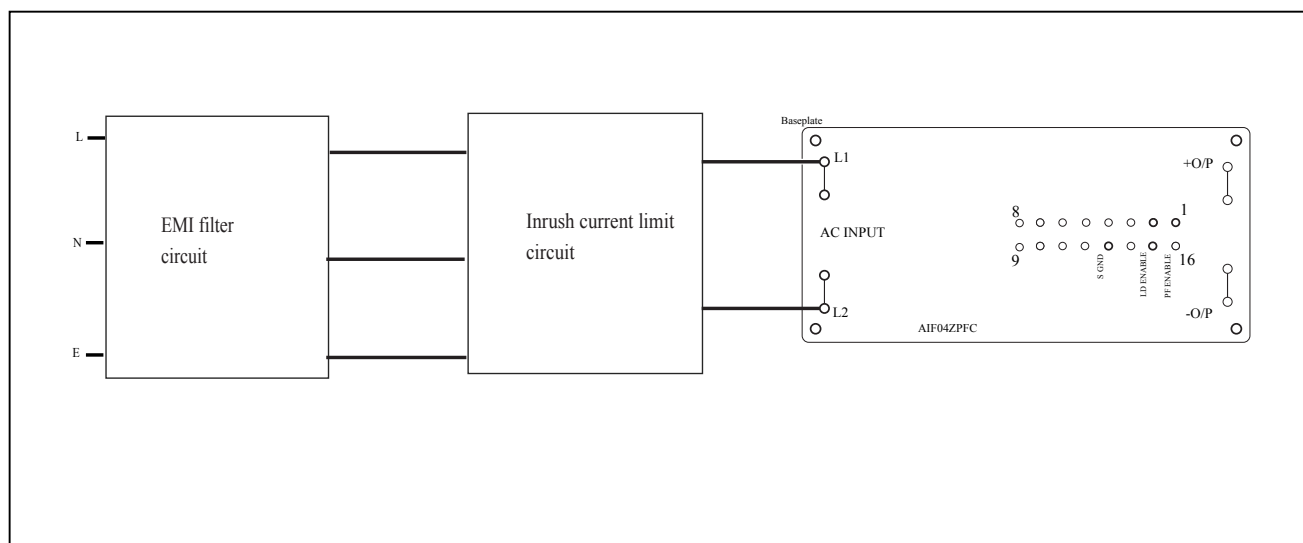 L
N
E
EMI filter
circuit
Inrush current limit
circuit
Baseplate
L1
AC INPUT
L2
8
1
9
16
S GND
LD ENABLE
PF ENABLE
AIF04ZPFC
+O/P
-O/P